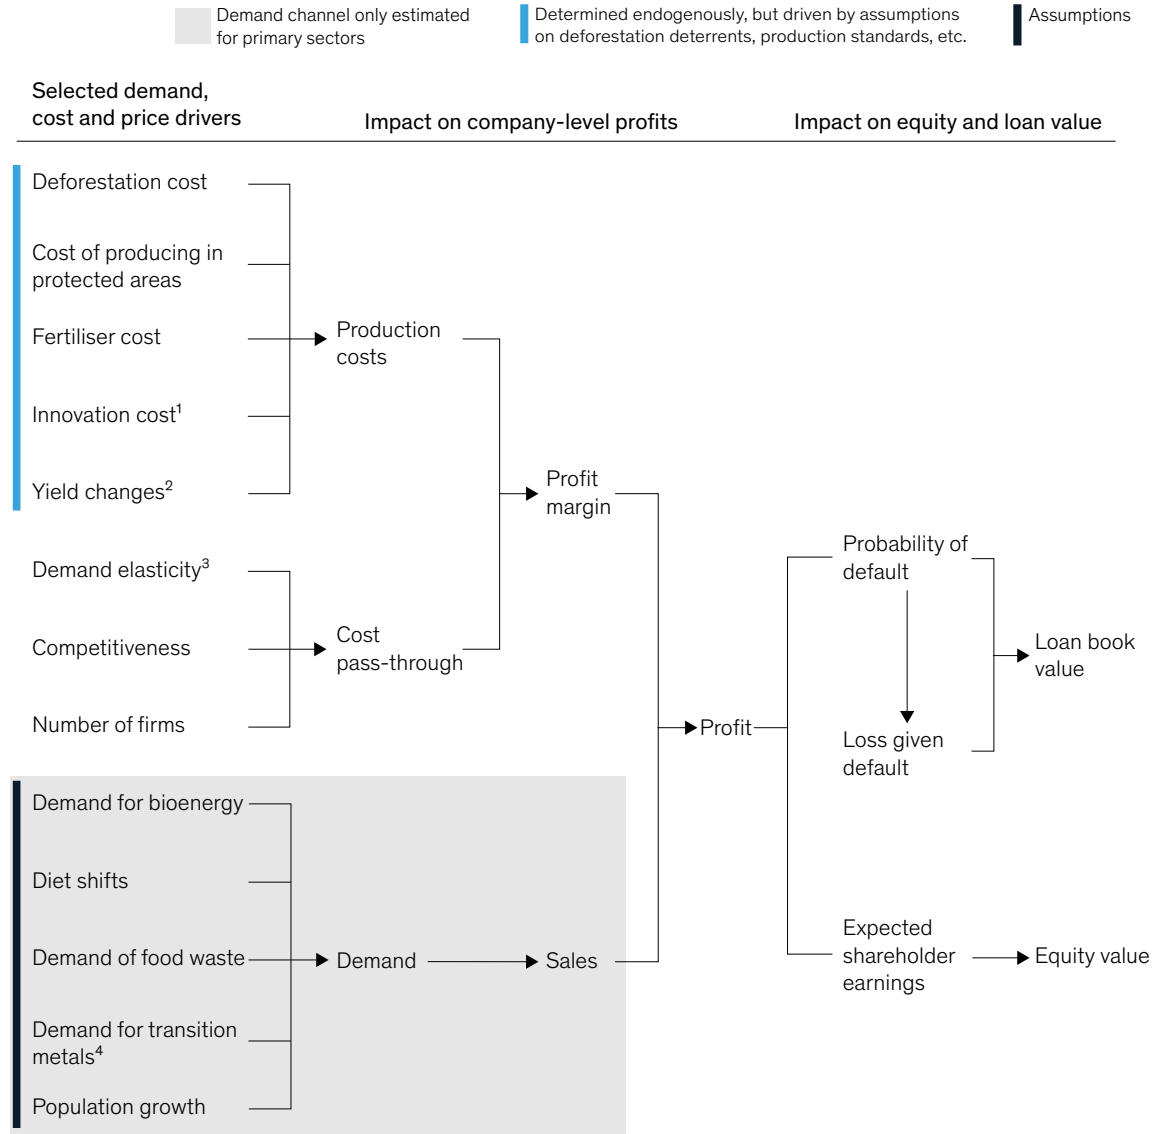 Demand channel only estimated
for primary sectors
Determined endogenously, but driven by assumptions
on deforestation deterrents, production standards, etc.
Assumptions
Selected demand,
cost and price drivers
Impact on company-level profits
Impact on equity and loan value
Deforestation cost
Cost of producing in
protected areas
Fertiliser cost
Innovation cost¹
Yield changes²
Demand elasticity³
Competitiveness
Number of firms
Demand for bioenergy
Diet shifts
Demand of food waste
Demand for transition
metals⁴
Population growth
Production
costs
Cost
pass-through
Demand
Profit
margin
Sales
Profit
Probability of
default
Loss given
default
Expected
shareholder
earnings
Loan book
value
Equity value